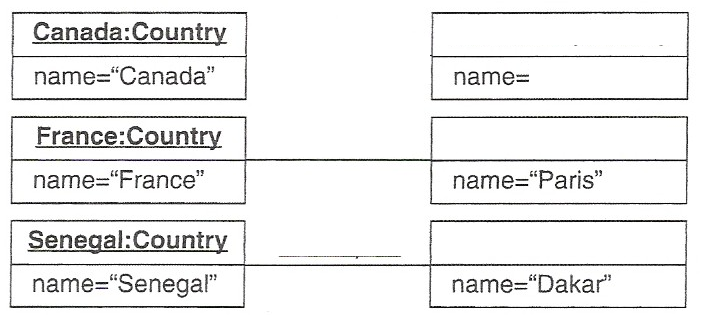 Canada:Country
name="Canada"
name=
France:Country
name="France"
name="Paris"
Senegal:Country
name="Senegal"
name="Dakar"